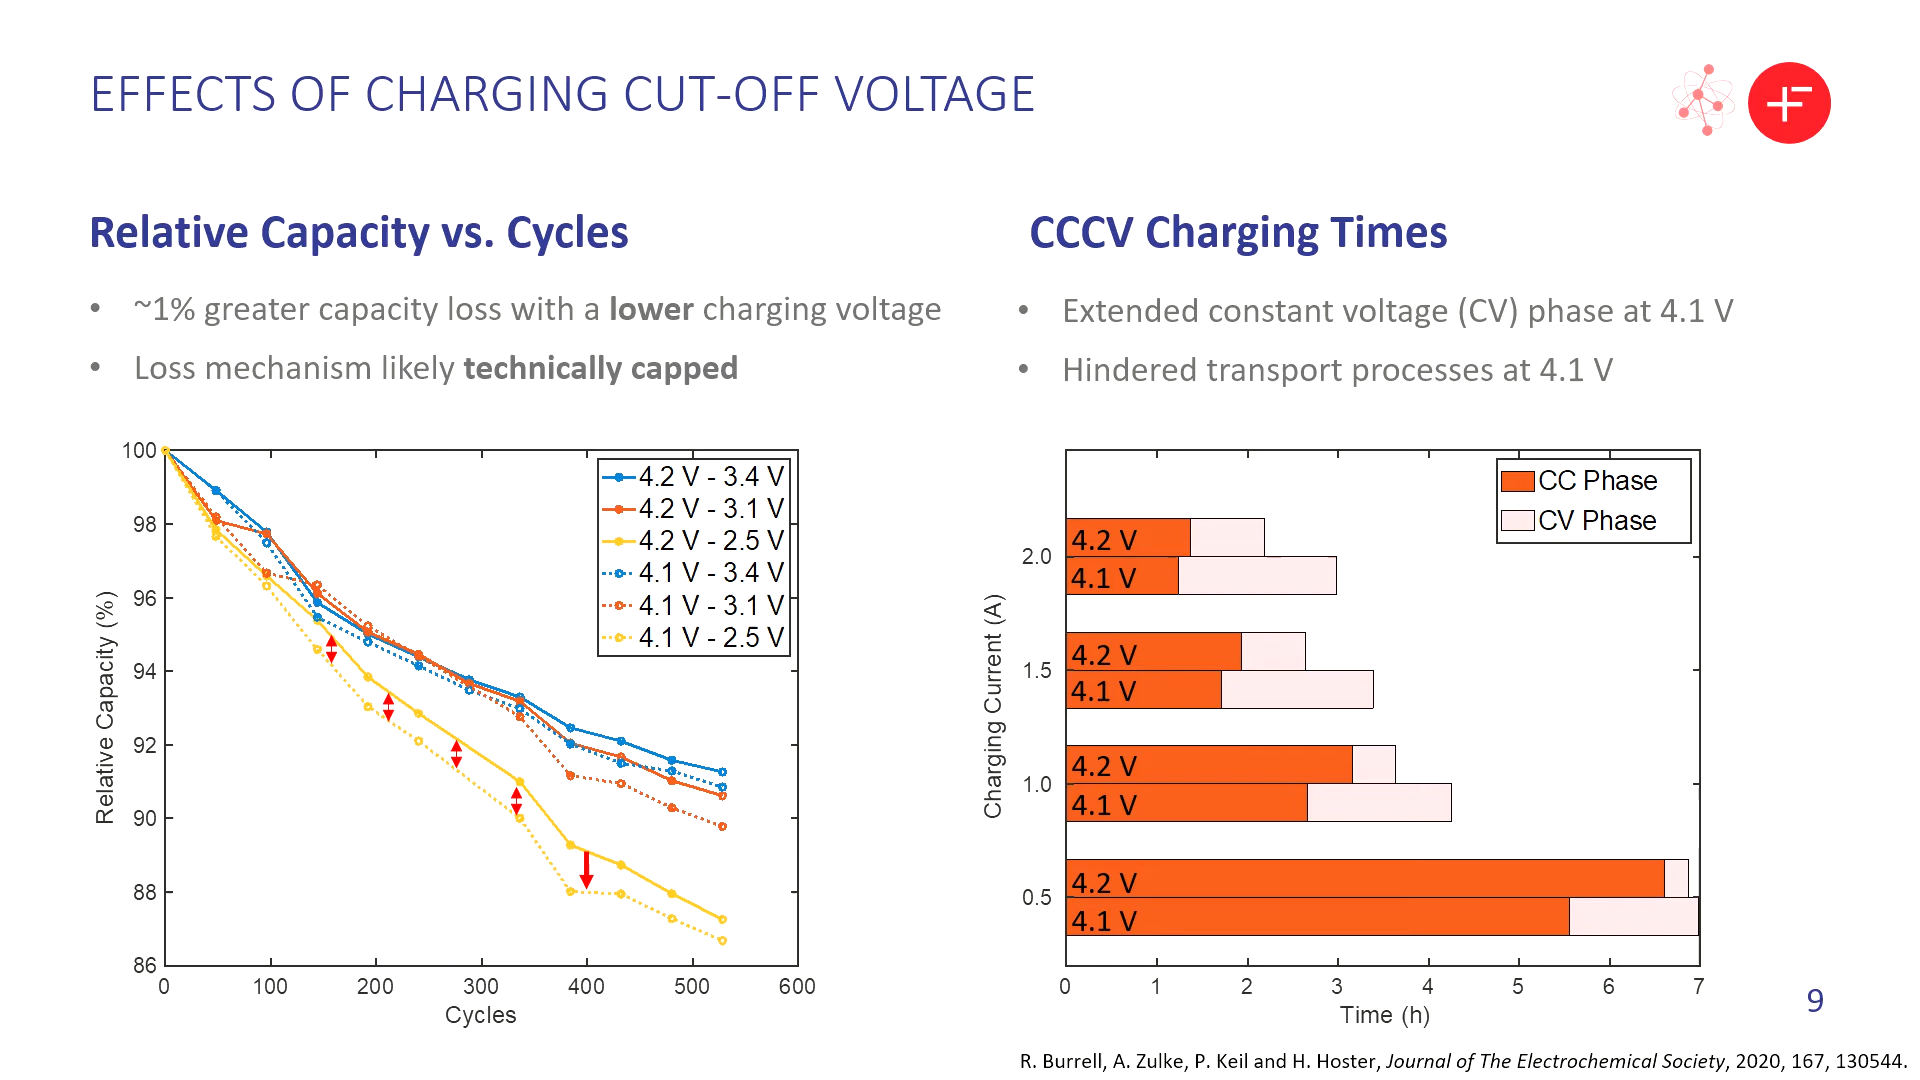 EFFECTS OF CHARGING CUT-OFF VOLTAGE
Relative Capacity vs. Cycles
• ~1% greater capacity loss with a lower charging voltage
• Loss mechanism likely technically capped
100
98
96
94
92
90
88
86
Relative Capacity (%)
4.2 V - 3.4 V
4.2 V - 3.1 V
4.2 V - 2.5 V
4.1 V - 3.4 V
4.1 V - 3.1 V
4.1 V - 2.5 V
0 100 200 300 400 500 600
Cycles
CCCV Charging Times
• Extended constant voltage (CV) phase at 4.1 V
• Hindered transport processes at 4.1 V
CC Phase
CV Phase
Charging Current (A)
2.0
1.5
1.0
0.5
4.2 V
4.1 V
4.2 V
4.1 V
4.2 V
4.1 V
4.2 V
4.1 V
0 1 2 3 4 5 6 7
Time (h)
9
R. Burrell, A. Zulke, P. Keil and H. Hoster, Journal of The Electrochemical Society, 2020, 167, 130544.